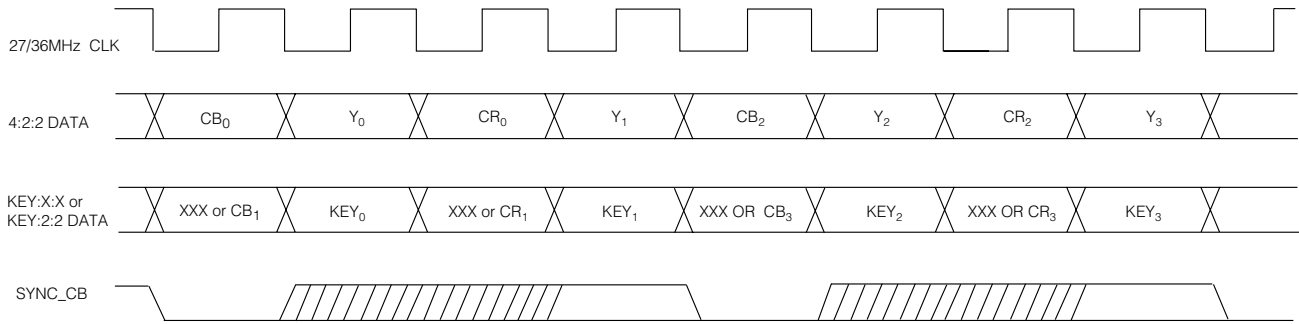 27/36MHz CLK
4:2:2 DATA
CB0 Y0 CR0 Y1 CB2 Y2 CR2 Y3
KEY:X:X or
KEY:2:2 DATA
XXX or CB1 KEY0 XXX or CR1 KEY1 XXX OR CB3 KEY2 XXX OR CR3 KEY3
SYNC_CB